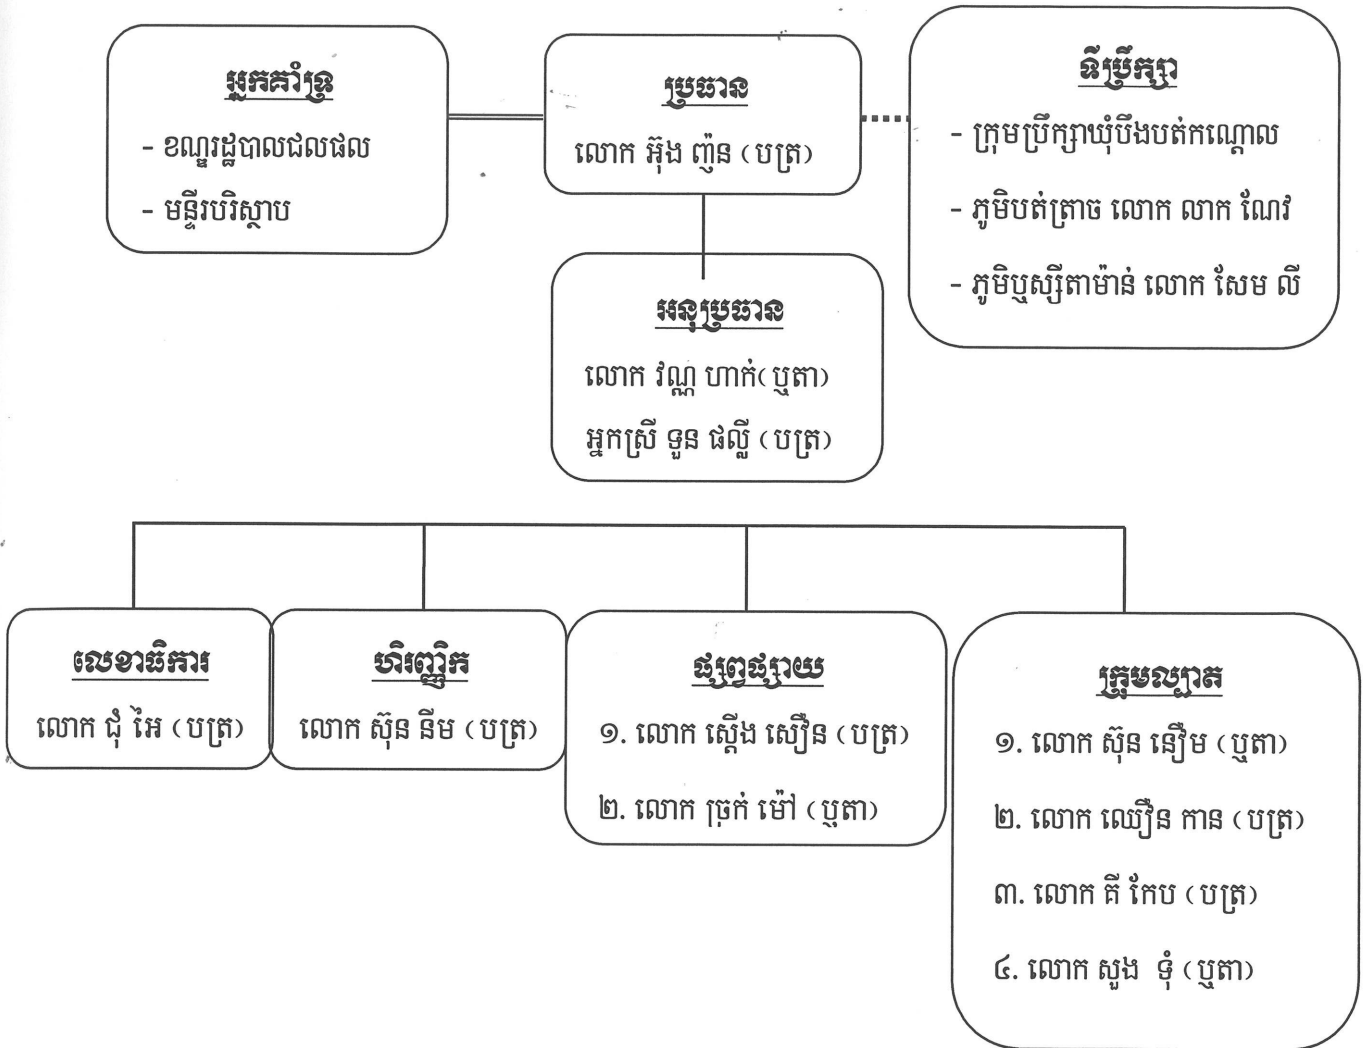 អ្នកគាំទ្រ
- ខណ្ឌរដ្ឋបាលជលផល
- មន្ទីរបរិស្ថាប
ប្រធាន
លោក អ៊ុង ញ៉ន (បត្រ)
ទីប្រឹក្សា
- ក្រុមប្រឹក្សាឃុំបឹងបត់កណ្តោល
- ភូមិបត់ត្រាច លោក លាក ណែវ
- ភូមិឬស្សីតាម៉ាន់ លោក សែម លី
អនុប្រធាន
លោក វណ្ណ ហាក់(ឬតា)
អ្នកស្រី ទួន ផល្លី (បត្រ)
លេខាធិការ
លោក ជុំ អៃ (បត្រ)
ហិរញ្ញិក
លោក ស៊ុន នីម (បត្រ)
ផ្សព្វផ្សាយ
១. លោក ស្តើង សឿន (បត្រ)
២. លោក ច្រុក់ ម៉ៅ (ឬតា)
ក្រុមល្បាត
១. លោក ស៊ុន នឿម (ឬតា)
២. លោក ឈឿន កាន (បត្រ)
៣. លោក គី កែប (បត្រ)
៤. លោក សួង ទុំ (ឬតា)